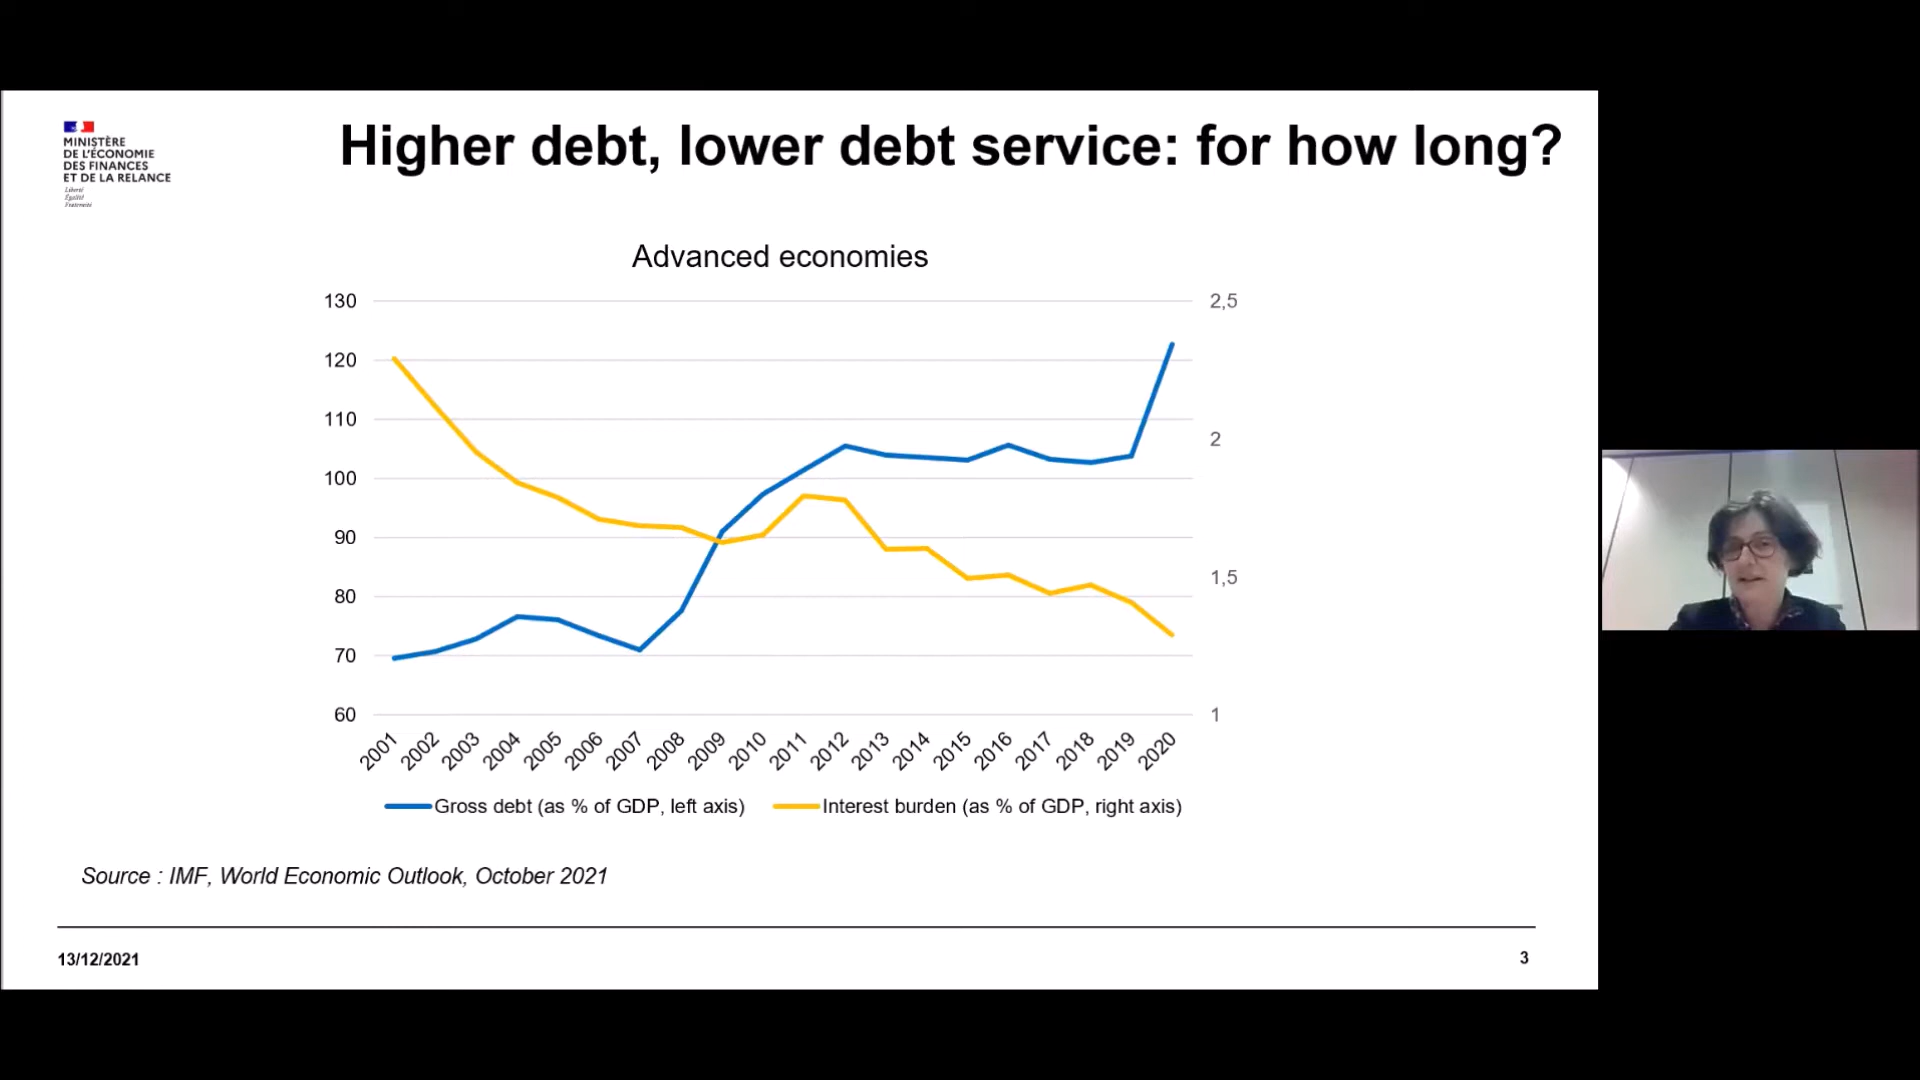 MINISTÈRE
DE L'ÉCONOMIE
DES FINANCES
ET DE LA RELANCE
Liberté
Égalité
Fraternité
Higher debt, lower debt service: for how long?
Advanced economies
130
120
110
100
90
80
70
60
2,5
2
1,5
1
2001
2002
2003
2004
2005
2006
2007
2008
2009
2010
2011
2012
2013
2014
2015
2016
2017
2018
2019
2020
Gross debt (as % of GDP, left axis)
Interest burden (as % of GDP, right axis)
Source : IMF, World Economic Outlook, October 2021
13/12/2021
3